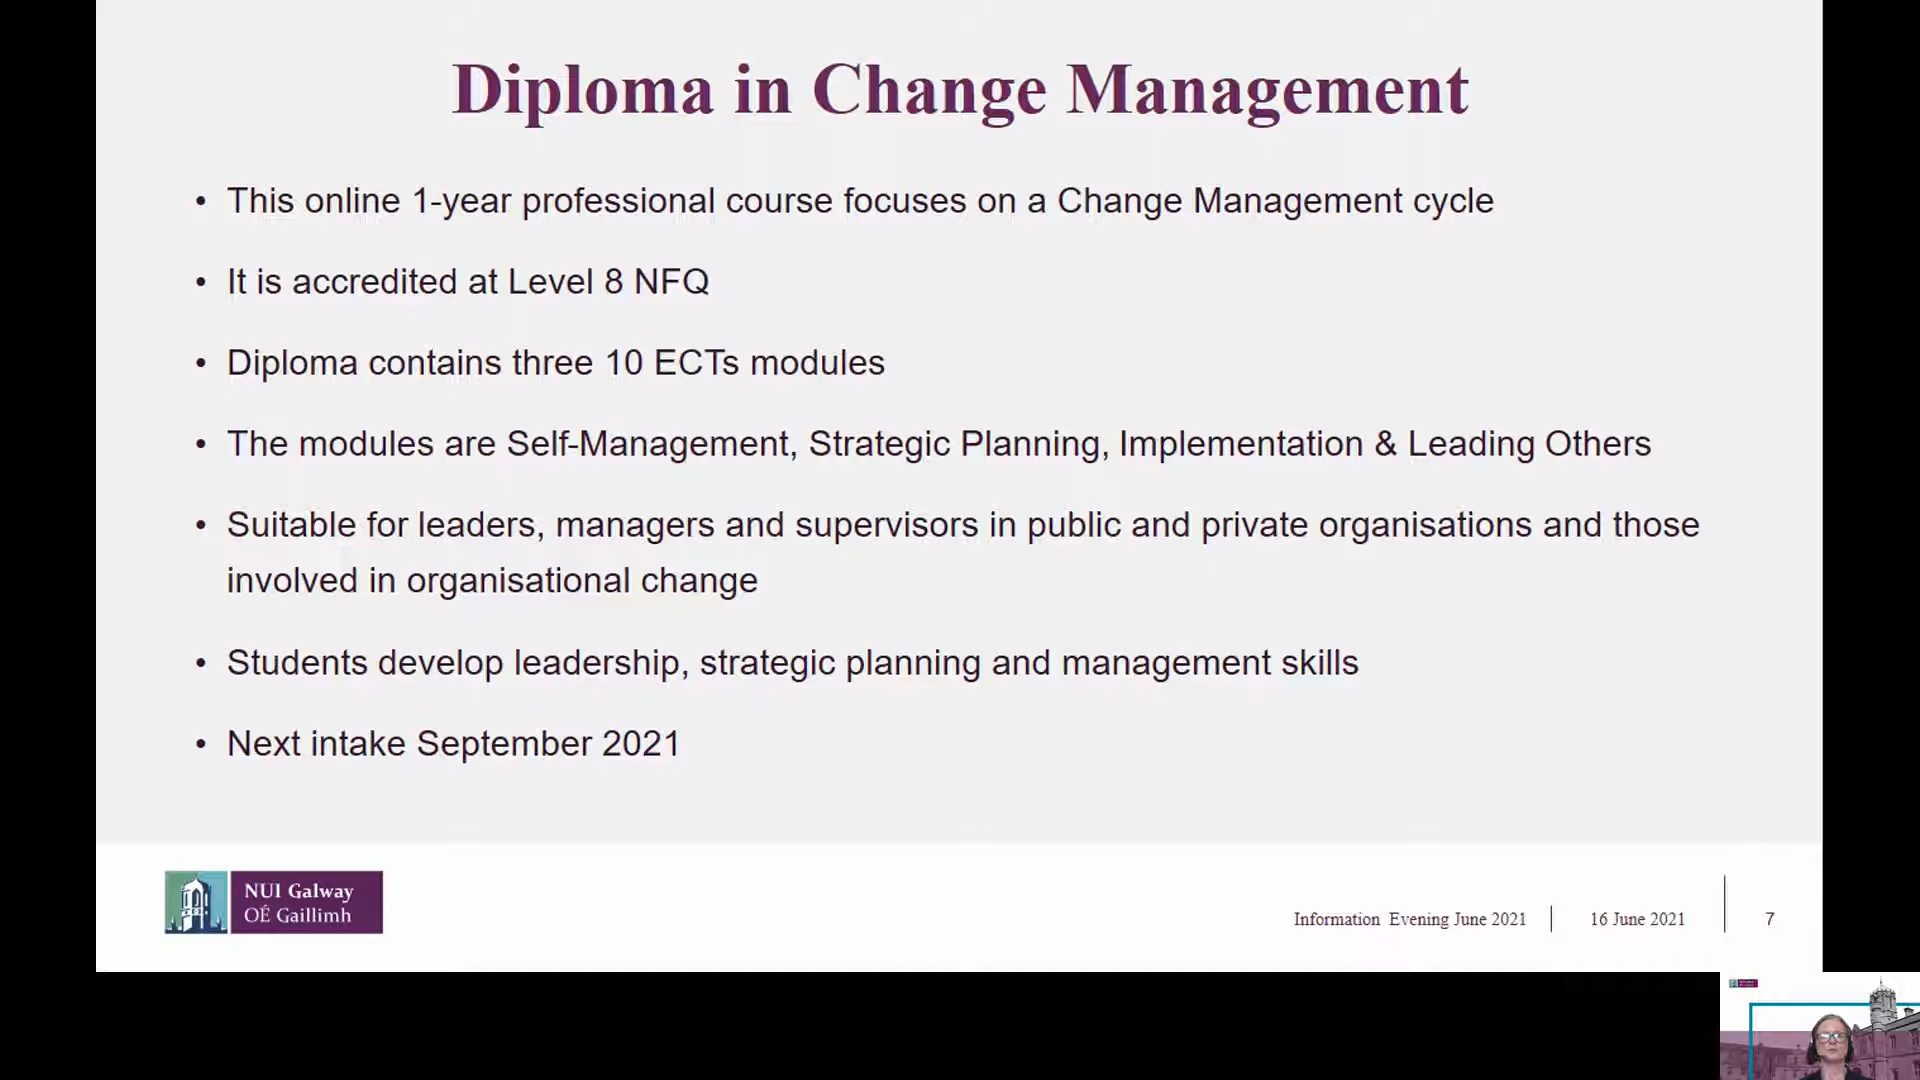 Diploma in Change Management
• This online 1-year professional course focuses on a Change Management cycle
• It is accredited at Level 8 NFQ
• Diploma contains three 10 ECTs modules
• The modules are Self-Management, Strategic Planning, Implementation & Leading Others
• Suitable for leaders, managers and supervisors in public and private organisations and those
involved in organisational change
• Students develop leadership, strategic planning and management skills
• Next intake September 2021
NUI Galway
OÉ Gaillimh
Information Evening June 2021
16 June 2021
7